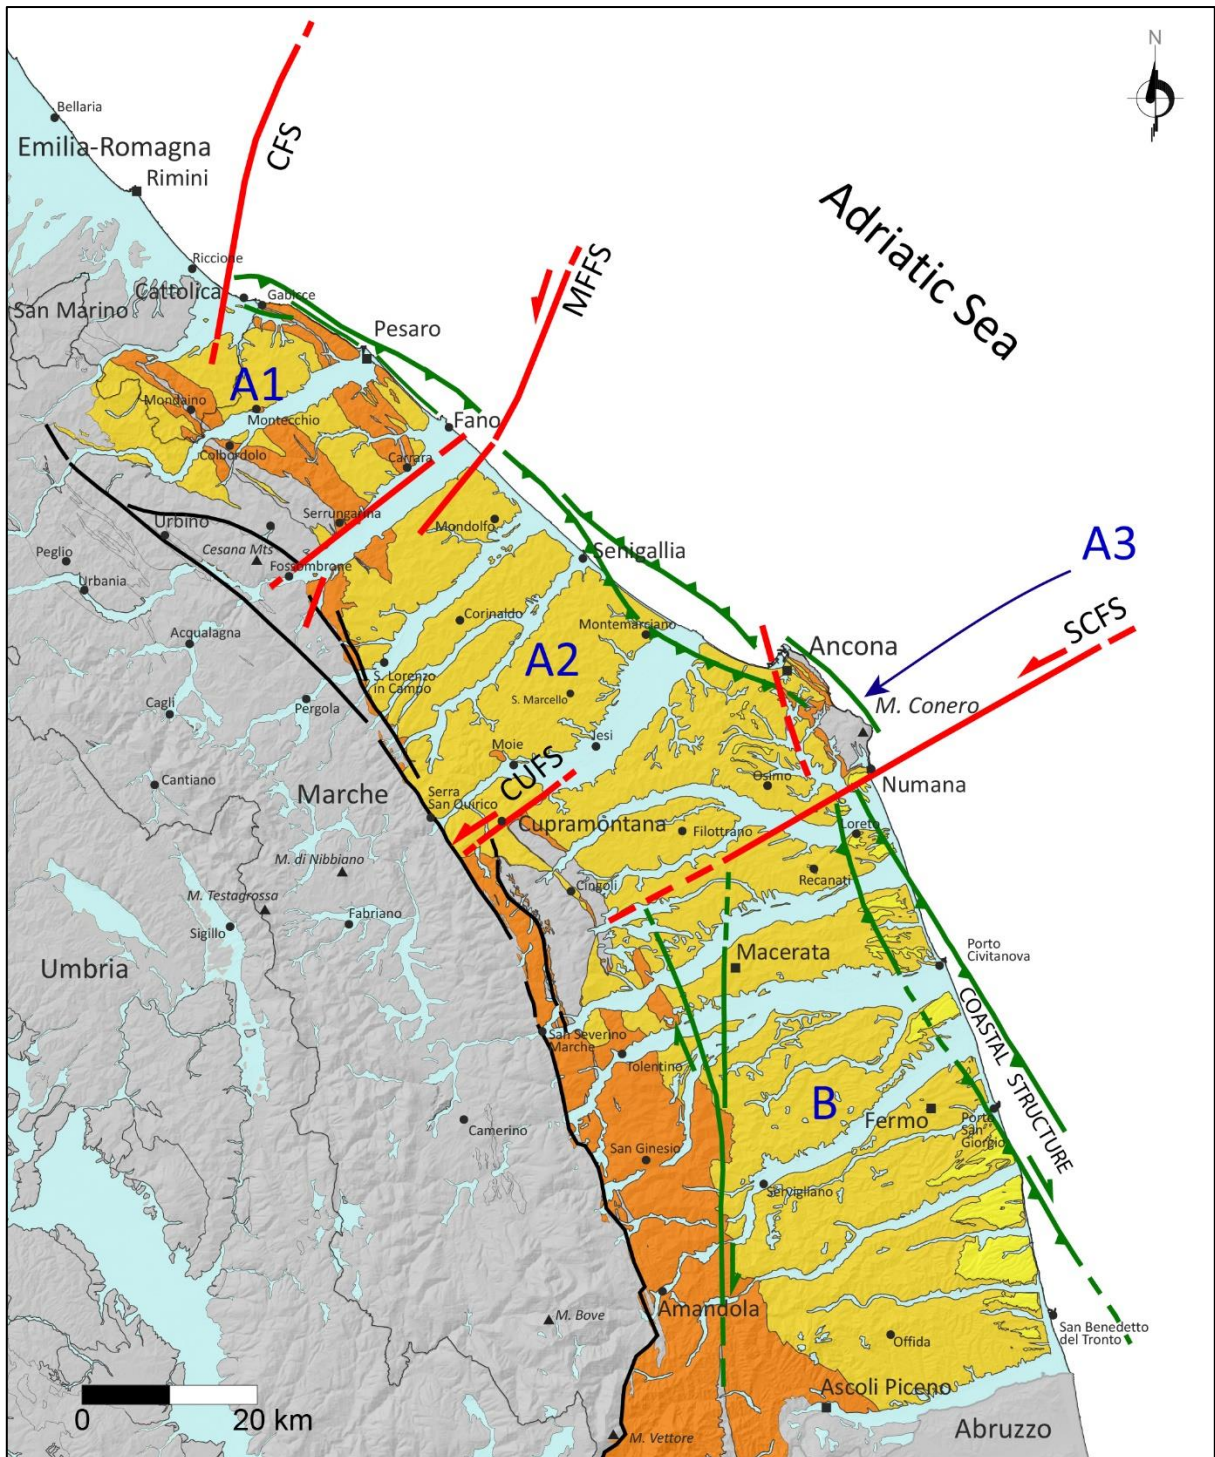 N
Bellaria
Emilia-Romagna
Rimini
CFS
Adriatic Sea
Riccione
MFFS
Cattolica
Gabicce
San Marino
Pesaro
A1
Mondaino
Montecchio
Fano
Colbordolo
Carrara
Serrungarina
Mondolfo
Urbino
A3
Peglio
Cesana Mts
Senigallia
Fossombrone
Urbania
Corinaldo
SCFS
Acqualagna
Montemarciano
Ancona
A2
S. Lorenzo
in Campo
S. Marcello
Cagli
Pergola
M. Conero
Moie
Jesi
Cantiano
CUFS
Osimo
Numana
Marche
Serra
San Quirico
Cupramontana
Filottrano
Loreto
M. di Nibbiano
Recanati
M. Testagrossa
Cingoli
Fabriano
Sigillo
Umbria
Macerata
Porto
Civitanova
COASTAL STRUCTURE
San Severino
Marche
Tolentino
B
Camerino
Fermo
Porto
San
Giorgio
San Ginesio
Servigliano
Amandola
M. Bove
Offida
San Benedetto
del Tronto
Ascoli Piceno
0
20 km
M. Vettore
Abruzzo